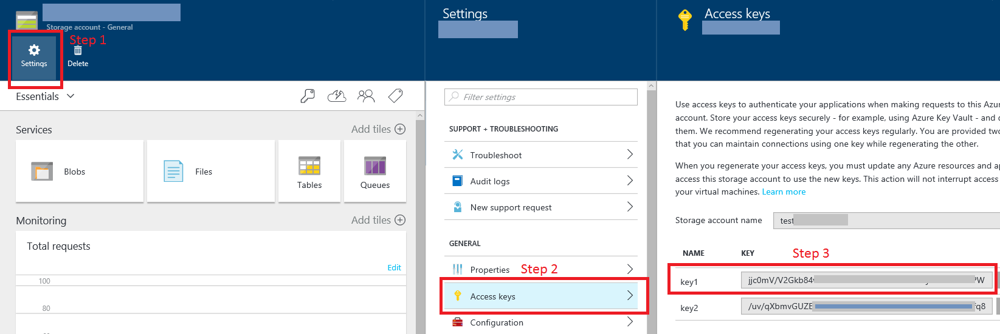 Storage account - General
Step 1
Settings
Delete
Essentials
Services
Add tiles
Blobs
Files
Tables
Queues
Monitoring
Add tiles
Total requests
Edit
100
80
Settings
Filter settings
SUPPORT + TROUBLESHOOTING
Troubleshoot
Audit logs
New support request
GENERAL
Properties
Step 2
Access keys
Configuration
Access keys
Use access keys to authenticate your applications when making requests to this Azur
account. Store your access keys securely - for example, using Azure Key Vault - and
them. We recommend regenerating your access keys regularly. You are provided two
that you can maintain connections using one key while regenerating the other.
When you regenerate your access keys, you must update any Azure resources and ap
access this storage account to use the new keys. This action will not interrupt access
your virtual machines. Learn more
Storage account name
test
NAME KEY
Step 3
key1 jjc0mV/V2Gkb84 PW
key2 /uv/qXbmvGUZE fq8